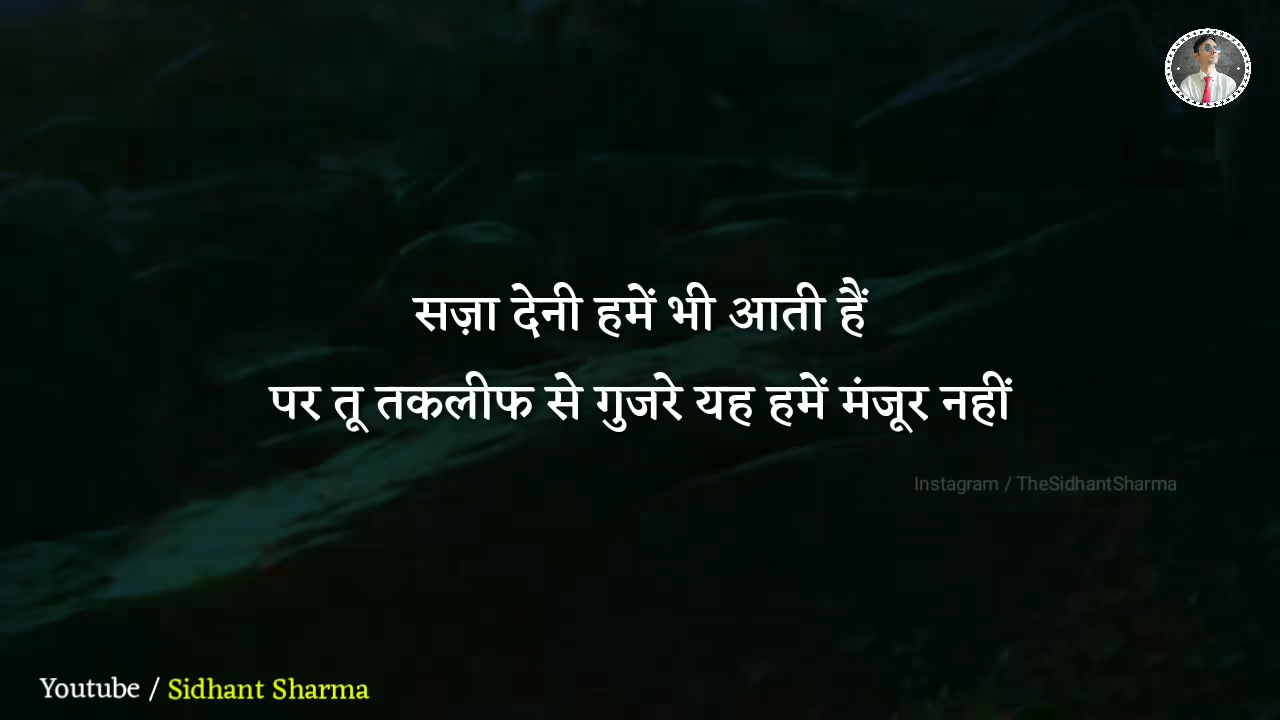 सज़ा देनी हमें भी आती हैं
पर तू तकलीफ से गुजरे यह हमें मंजूर नहीं
Instagram / TheSidhantSharma
Youtube / Sidhant Sharma